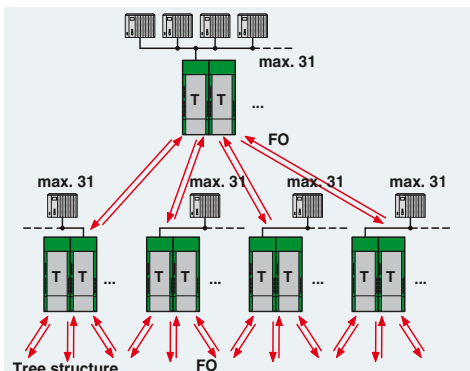 max. 31
T T ...
FO
max. 31 max. 31 max. 31 max. 31
T T ... T T ... T T ... T T ...
Tree structure FO